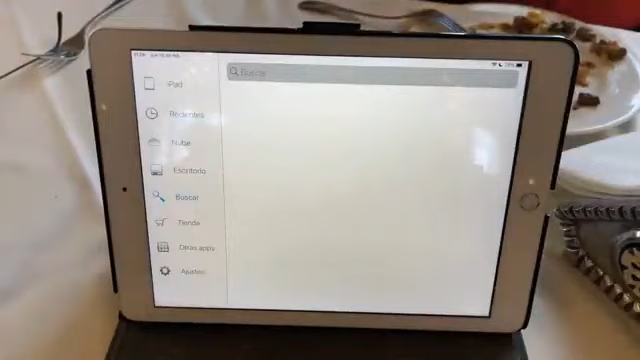 Buscar
iPad
Recientes
Nube
Escritorio
Buscar
Tienda
Otras apps
Ajustes